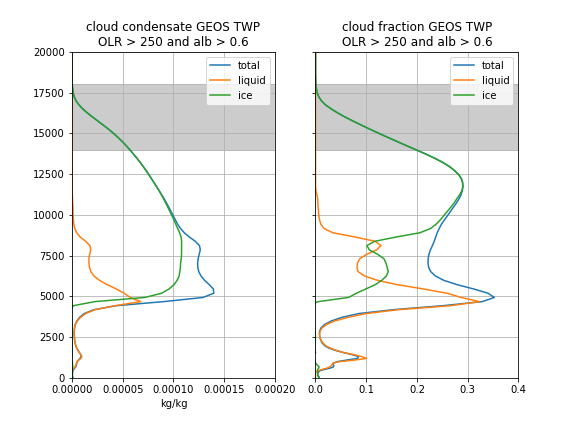 cloud condensate GEOS TWP
OLR > 250 and alb > 0.6
cloud fraction GEOS TWP
OLR > 250 and alb > 0.6
20000
17500
15000
12500
10000
7500
5000
2500
0
total
liquid
ice
total
liquid
ice
0.00000 0.00005 0.00010 0.00015 0.00020
kg/kg
0.0 0.1 0.2 0.3 0.4